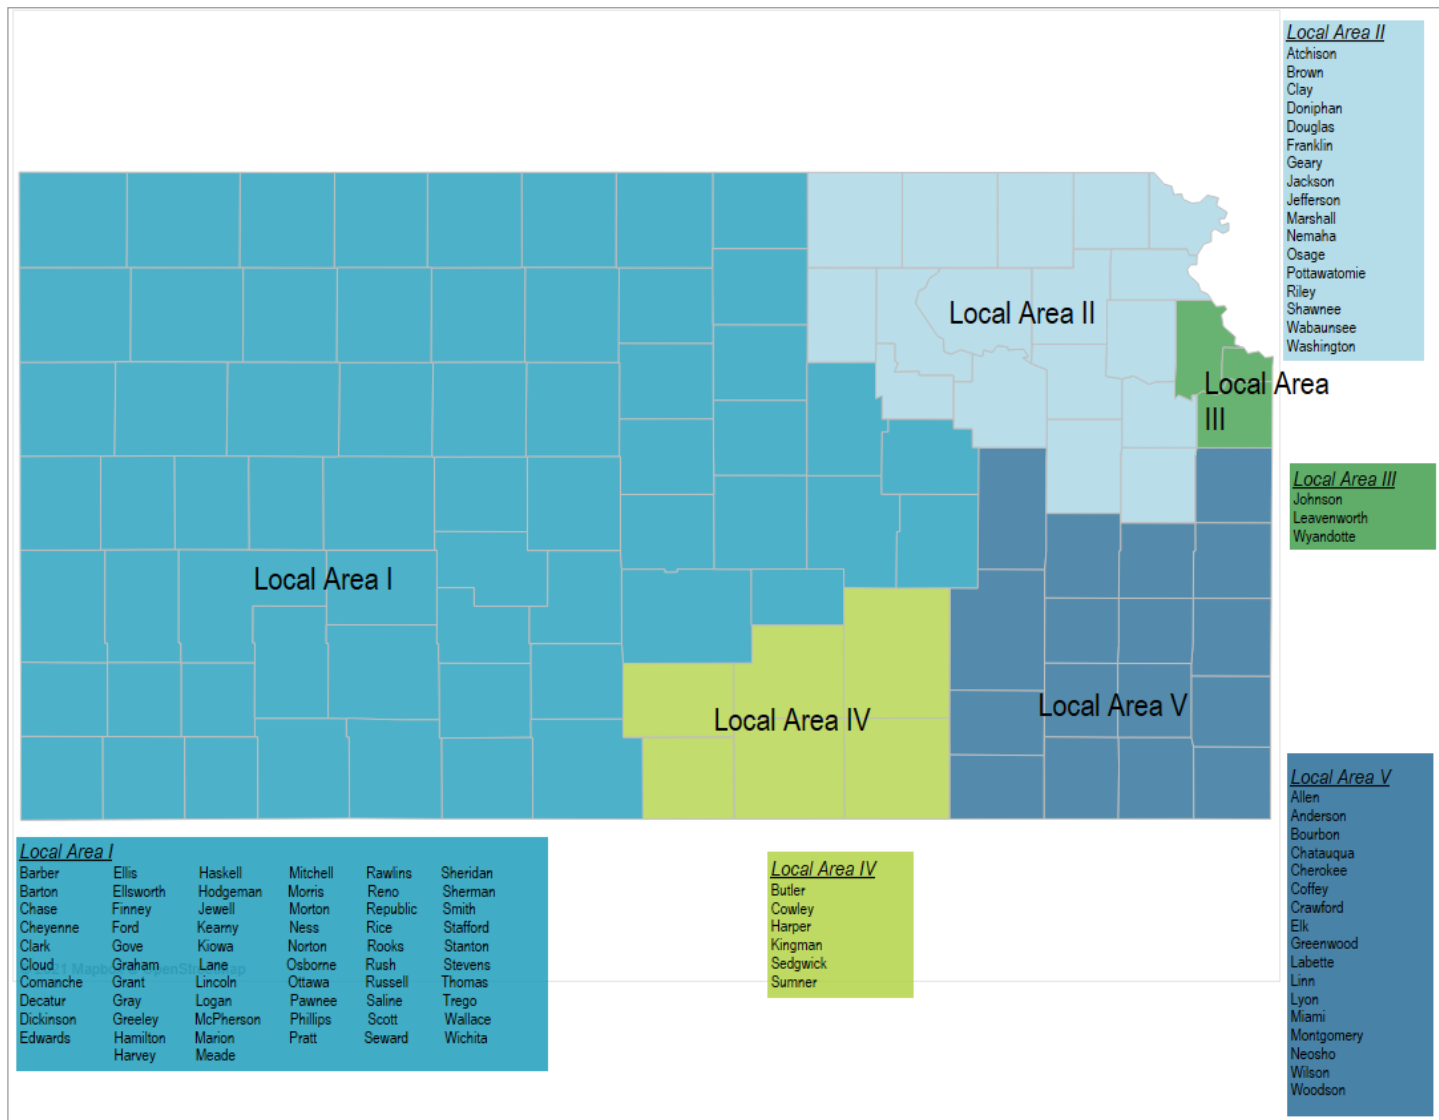 Local Area II
Atchison
Brown
Clay
Doniphan
Douglas
Franklin
Geary
Jackson
Jefferson
Marshall
Nemaha
Osage
Pottawatomie
Riley
Shawnee
Wabaunsee
Washington
Local Area II
Local Area
III
Local Area III
Johnson
Leavenworth
Wyandotte
Local Area I
Local Area IV
Local Area V
Local Area I
Barber Ellis Haskell Mitchell Rawlins Sheridan
Barton Ellsworth Hodgeman Morris Reno Sherman
Chase Finney Jewell Morton Republic Smith
Cheyenne Ford Kearny Ness Rice Stafford
Clark Gove Kiowa Norton Rooks Stanton
Cloud Graham Lane Osborne Rush Stevens
2021 Mapbox OpenStreetMap
Comanche Grant Lincoln Ottawa Russell Thomas
Decatur Gray Logan Pawnee Saline Trego
Dickinson Greeley McPherson Phillips Scott Wallace
Edwards Hamilton Marion Pratt Seward Wichita
Harvey Meade
Local Area IV
Butler
Cowley
Harper
Kingman
Sedgwick
Sumner
Local Area V
Allen
Anderson
Bourbon
Chatauqua
Cherokee
Coffey
Crawford
Elk
Greenwood
Labette
Linn
Lyon
Miami
Montgomery
Neosho
Wilson
Woodson